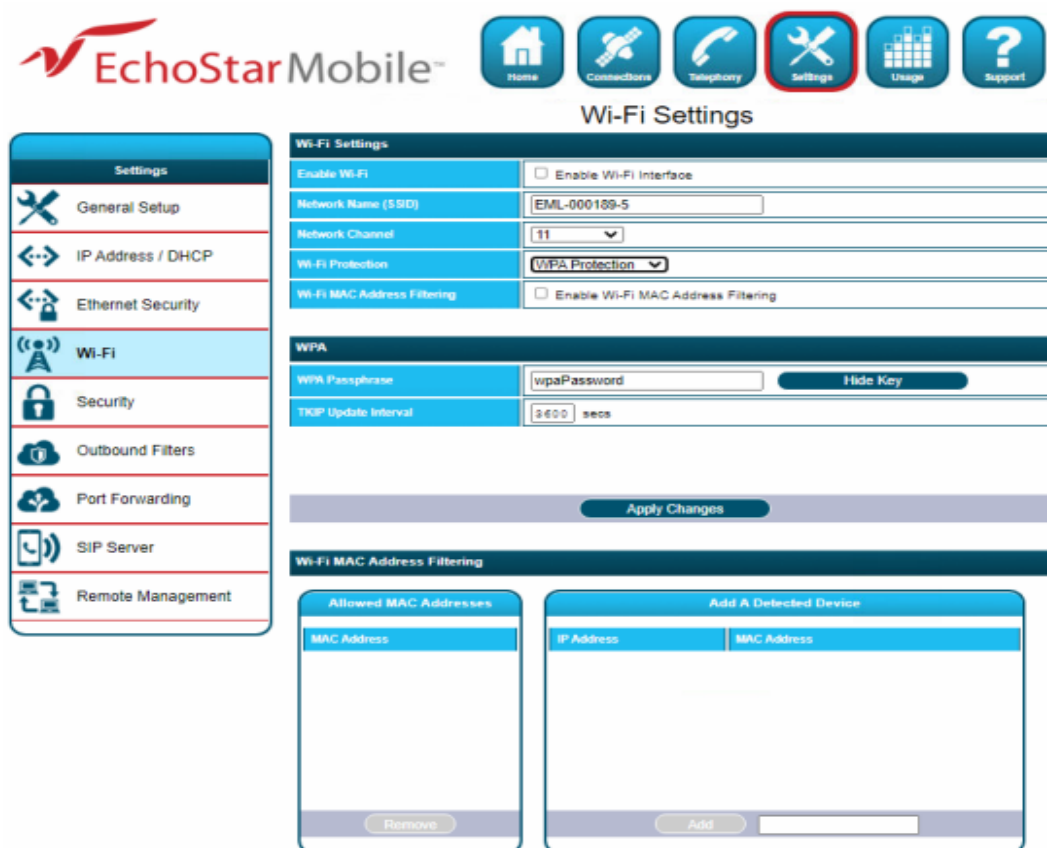 EchoStar Mobile™
Home
Connections
Telephony
Settings
Usage
Support
Wi-Fi Settings
Settings
General Setup
IP Address / DHCP
Ethernet Security
Wi-Fi
Security
Outbound Filters
Port Forwarding
SIP Server
Remote Management
Wi-Fi Settings
Enable Wi-Fi Enable Wi-Fi Interface
Network Name (SSID) EML-000189-5
Network Channel 11
Wi-Fi Protection WPA Protection
Wi-Fi MAC Address Filtering Enable Wi-Fi MAC Address Filtering
WPA
WPA Passphrase wpaPassword Hide Key
TKIP Update Interval 3600 secs
Apply Changes
Wi-Fi MAC Address Filtering
Allowed MAC Addresses
MAC Address
Remove
Add A Detected Device
IP Address MAC Address
Add